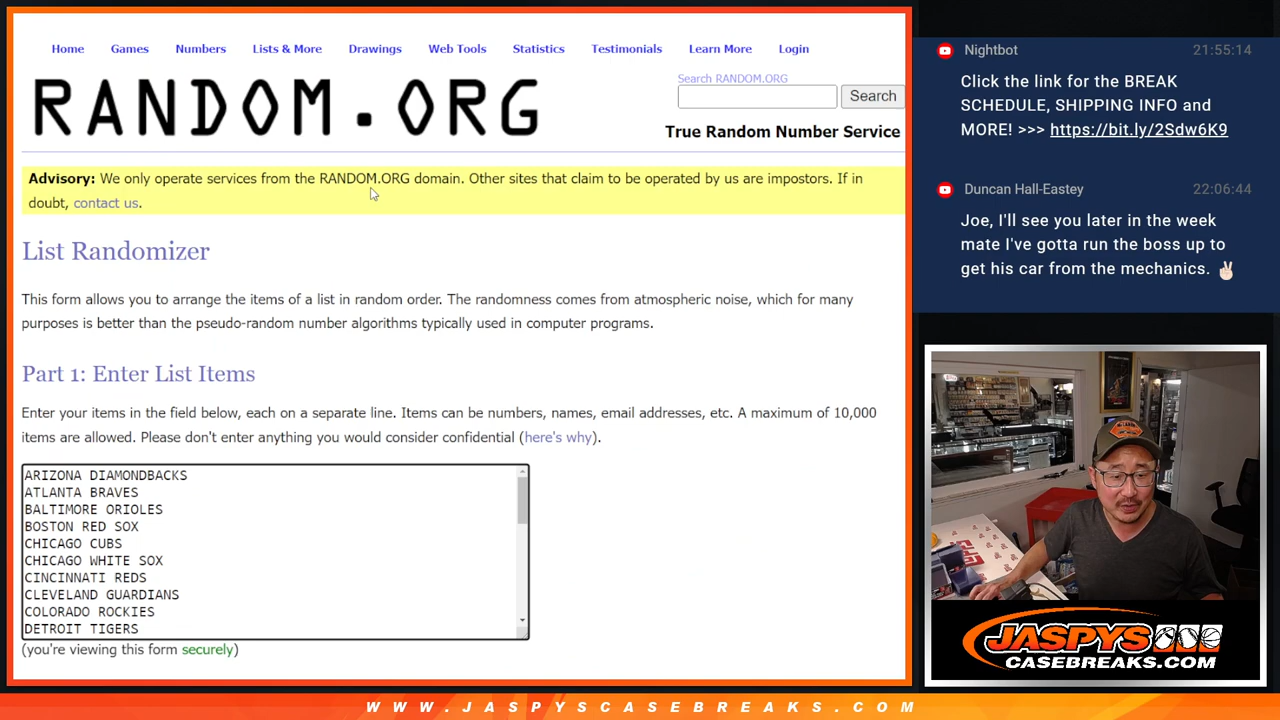 Home Games Numbers Lists & More Drawings Web Tools Statistics Testimonials Learn More Login
RANDOM.ORG
Search RANDOM.ORG
Search
True Random Number Service
Advisory: We only operate services from the RANDOM.ORG domain. Other sites that claim to be operated by us are impostors. If in
doubt, contact us.
List Randomizer
This form allows you to arrange the items of a list in random order. The randomness comes from atmospheric noise, which for many
purposes is better than the pseudo-random number algorithms typically used in computer programs.
Part 1: Enter List Items
Enter your items in the field below, each on a separate line. Items can be numbers, names, email addresses, etc. A maximum of 10,000
items are allowed. Please don't enter anything you would consider confidential (here's why).
ARIZONA DIAMONDBACKS
ATLANTA BRAVES
BALTIMORE ORIOLES
BOSTON RED SOX
CHICAGO CUBS
CHICAGO WHITE SOX
CINCINNATI REDS
CLEVELAND GUARDIANS
COLORADO ROCKIES
DETROIT TIGERS
(you're viewing this form securely)
Nightbot 21:55:14
Click the link for the BREAK
SCHEDULE, SHIPPING INFO and
MORE! >>> https://bit.ly/2Sdw6K9
Duncan Hall-Eastey 22:06:44
Joe, I'll see you later in the week
mate I've gotta run the boss up to
get his car from the mechanics. ✌🏻
JASPYS
CASEBREAKS.COM
WWW.JASPYSCASEBREAKS.COM